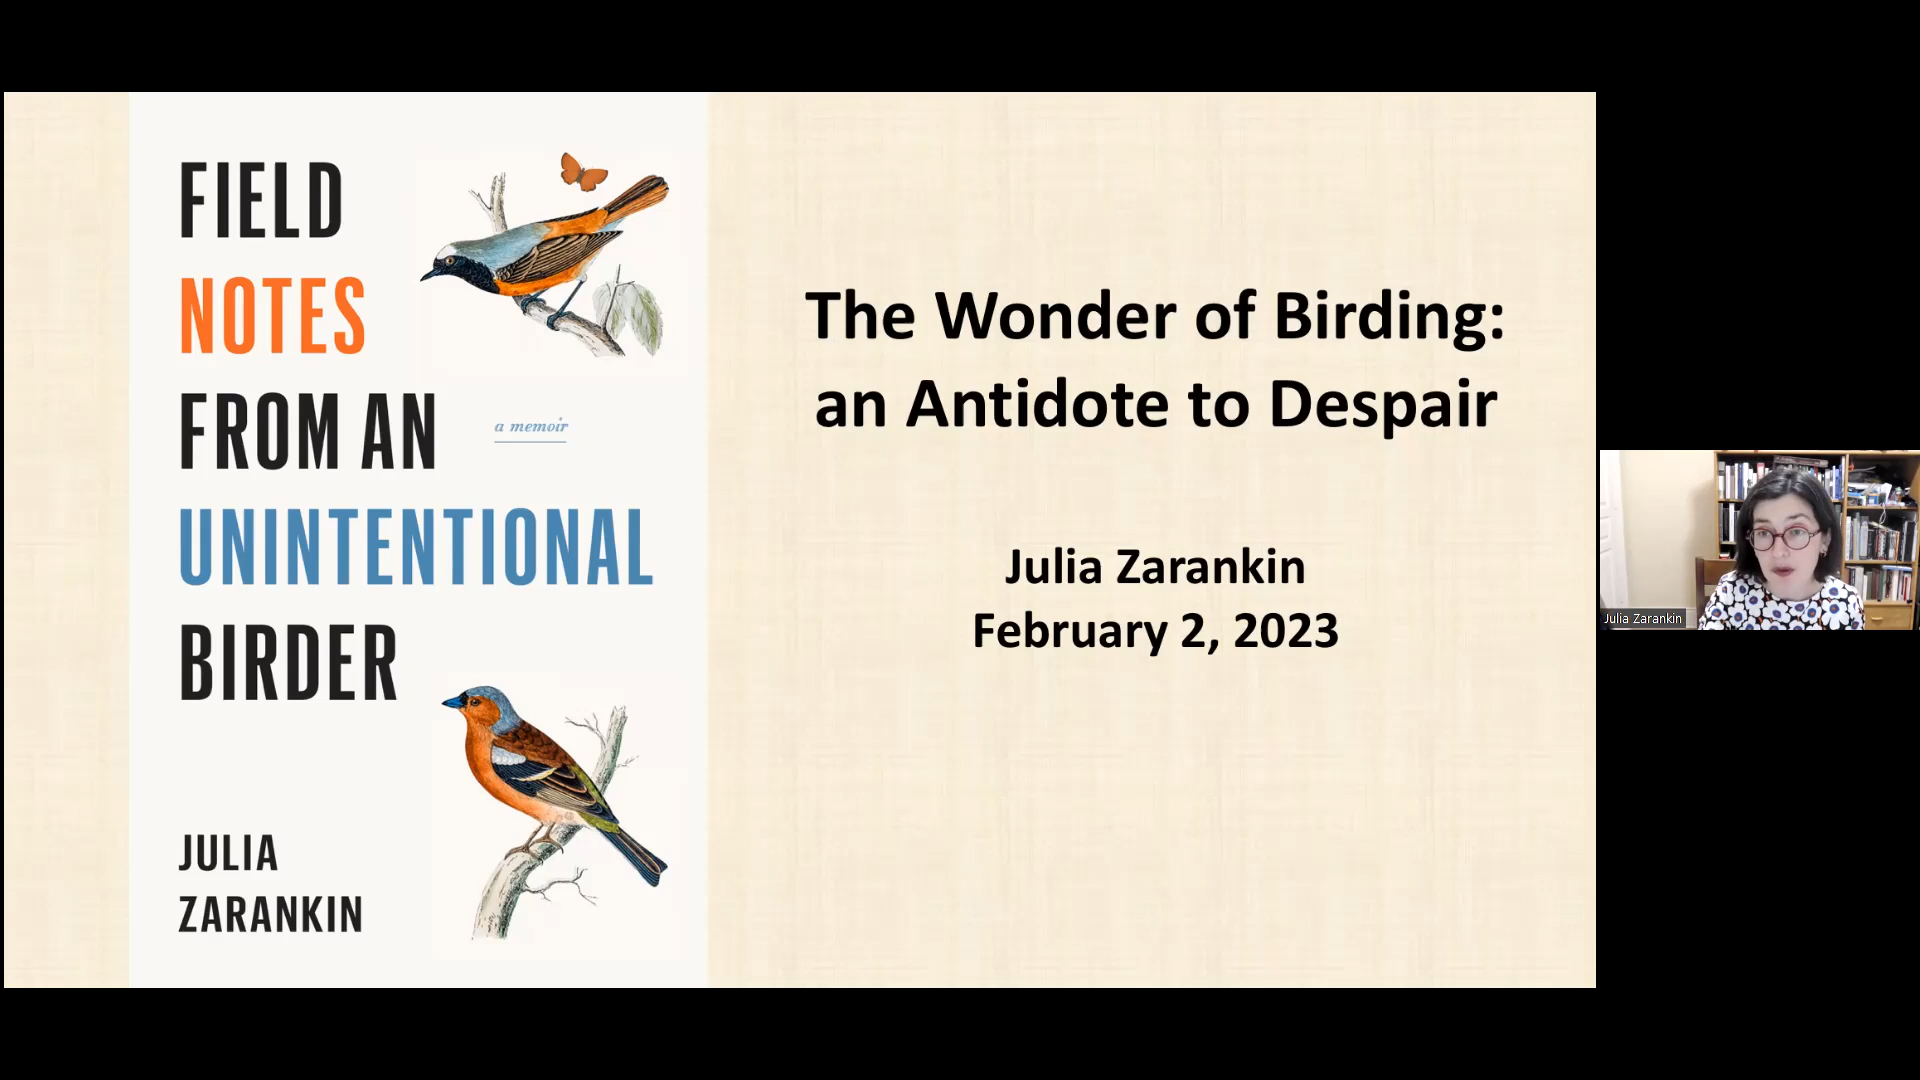 FIELD
NOTES
FROM AN
a memoir
UNINTENTIONAL
BIRDER
JULIA
ZARANKIN
The Wonder of Birding:
an Antidote to Despair
Julia Zarankin
February 2, 2023
Julia Zarankin